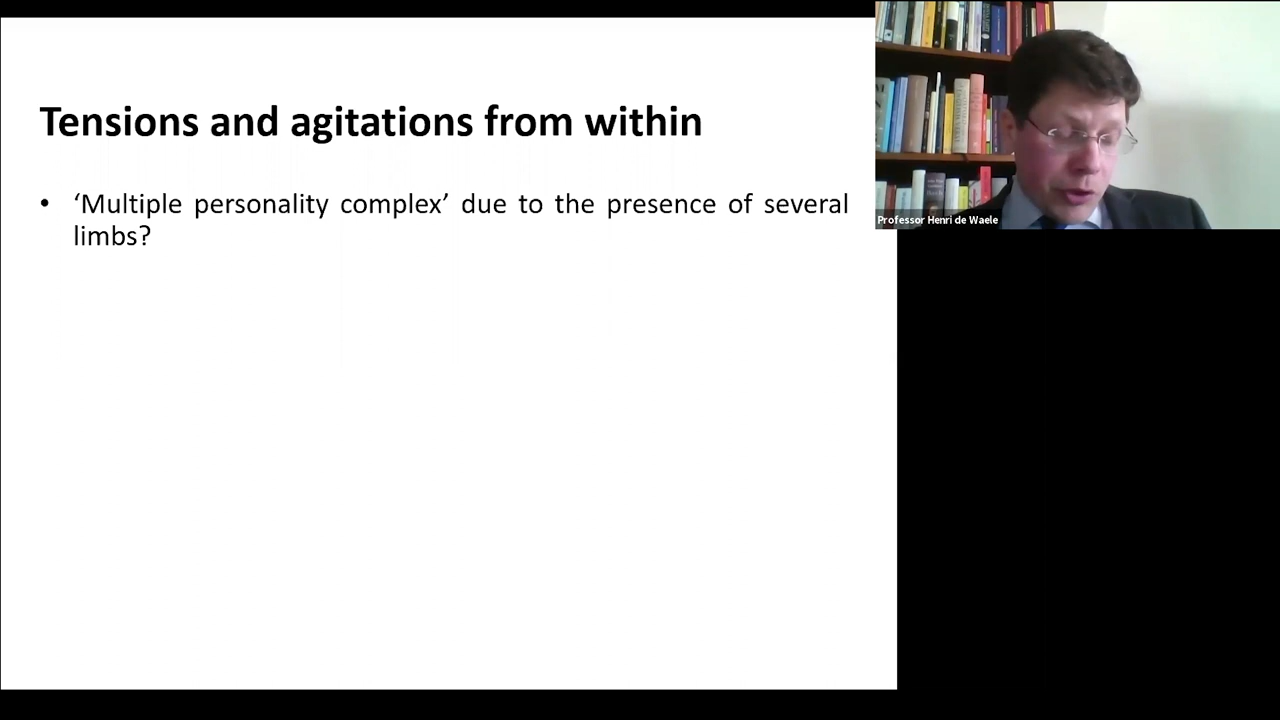 Tensions and agitations from within
• ‘Multiple personality complex’ due to the presence of several
limbs?
Professor Henri de Waele